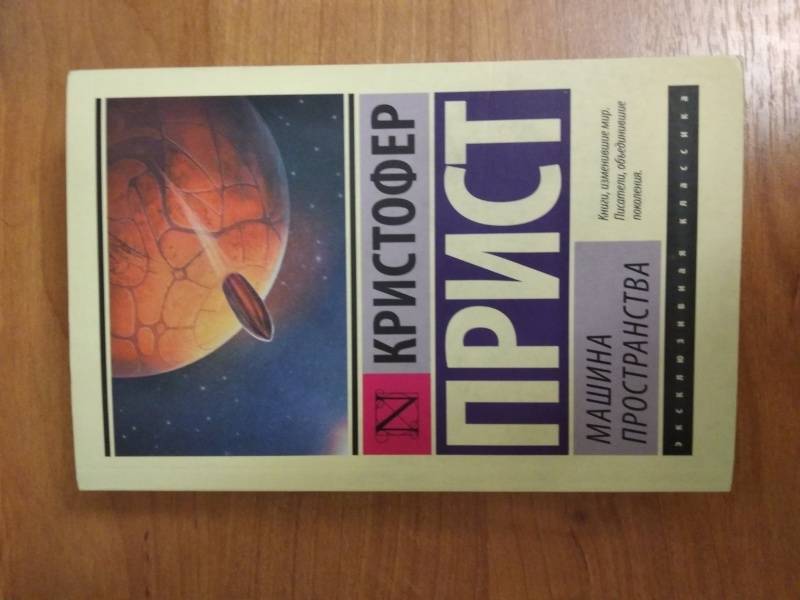 КРИСТОФЕР
ПРИСТ
МАШИНА
ПРОСТРАНСТВА
Книги, изменившие мир.
Писатели, объединившие
поколения.
эксклюзивная классика